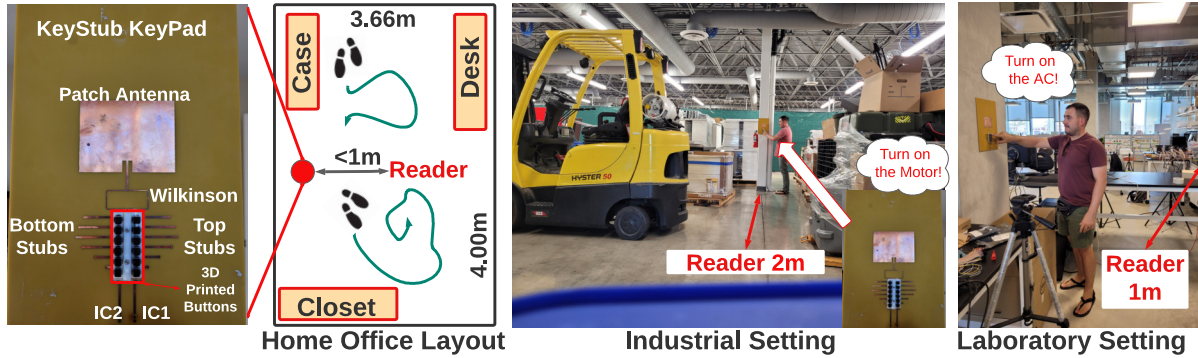 KeyStub KeyPad
Patch Antenna
Wilkinson
Bottom
Stubs
Top
Stubs
3D
Printed
Buttons
IC2
IC1
3.66m
Case
Desk
<1m
Reader
4.00m
Closet
Home Office Layout
HYSTER 50
Turn on
the Motor!
Reader 2m
Industrial Setting
Turn on
the AC!
Reader
1m
Laboratory Setting